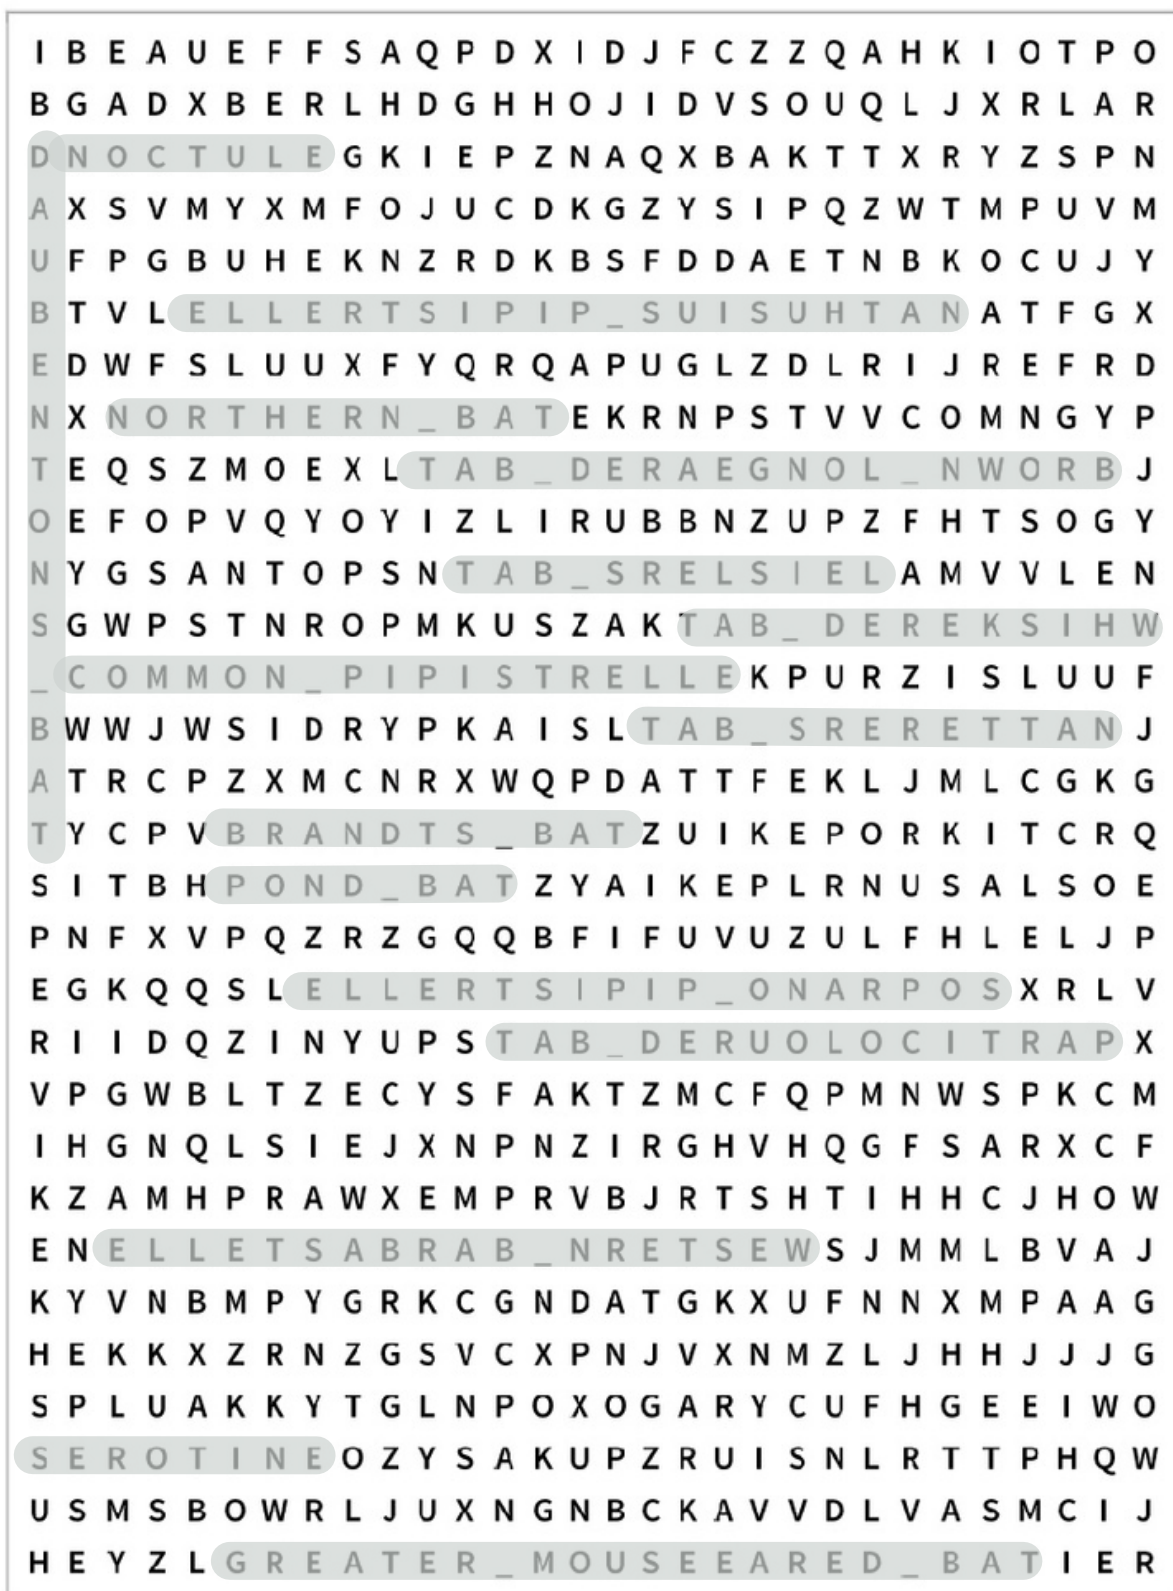 I B E A U E F F S A Q P D X I D J F C Z Z Q A H K I O T P O
B G A D X B E R L H D G H H O J I D V S O U Q L J X R L A R
D N O C T U L E G K I E P Z N A Q X B A K T T X R Y Z S P N
A X S V M Y X M F O J U C D K G Z Y S I P Q Z W T M P U V M
U F P G B U H E K N Z R D K B S F D D A E T N B K O C U J Y
B T V L E L L E R T S I P I P _ S U I S U H T A N A T F G X
E D W F S L U U X F Y Q R Q A P U G L Z D L R I J R E F R D
N X N O R T H E R N _ B A T E K R N P S T V V C O M N G Y P
T E Q S Z M O E X L T A B _ D E R A E G N O L _ N W O R B J
O E F O P V Q Y O Y I Z L I R U B B N Z U P Z F H T S O G Y
N Y G S A N T O P S N T A B _ S R E L S I E L A M V V L E N
S G W P S T N R O P M K U S Z A K T A B _ D E R E K S I H W
_ C O M M O N _ P I P I S T R E L L E K P U R Z I S L U U F
B W W J W S I D R Y P K A I S L T A B _ S R E R E T T A N J
A T R C P Z X M C N R X W Q P D A T T F E K L J M L C G K G
T Y C P V B R A N D T S _ B A T Z U I K E P O R K I T C R Q
S I T B H P O N D _ B A T Z Y A I K E P L R N U S A L S O E
P N F X V P Q Z R Z G Q Q B F I F U V U Z U L F H L E L J P
E G K Q Q S L E L L E R T S I P I P _ O N A R P O S X R L V
R I I D Q Z I N Y U P S T A B _ D E R U O L O C I T R A P X
V P G W B L T Z E C Y S F A K T Z M C F Q P M N W S P K C M
I H G N Q L S I E J X N P N Z I R G H V H Q G F S A R X C F
K Z A M H P R A W X E M P R V B J R T S H T I H H C J H O W
E N E L L E T S A B R A B _ N R E T S E W S J M M L B V A J
K Y V N B M P Y G R K C G N D A T G K X U F N N X M P A A G
H E K K X Z R N Z G S V C X P N J V X N M Z L J H H J J J G
S P L U A K K Y T G L N P O X O G A R Y C U F H G E E I W O
S E R O T I N E O Z Y S A K U P Z R U I S N L R T T P H Q W
U S M S B O W R L J U X N G N B C K A V V D L V A S M C I J
H E Y Z L G R E A T E R _ M O U S E E A R E D _ B A T I E R